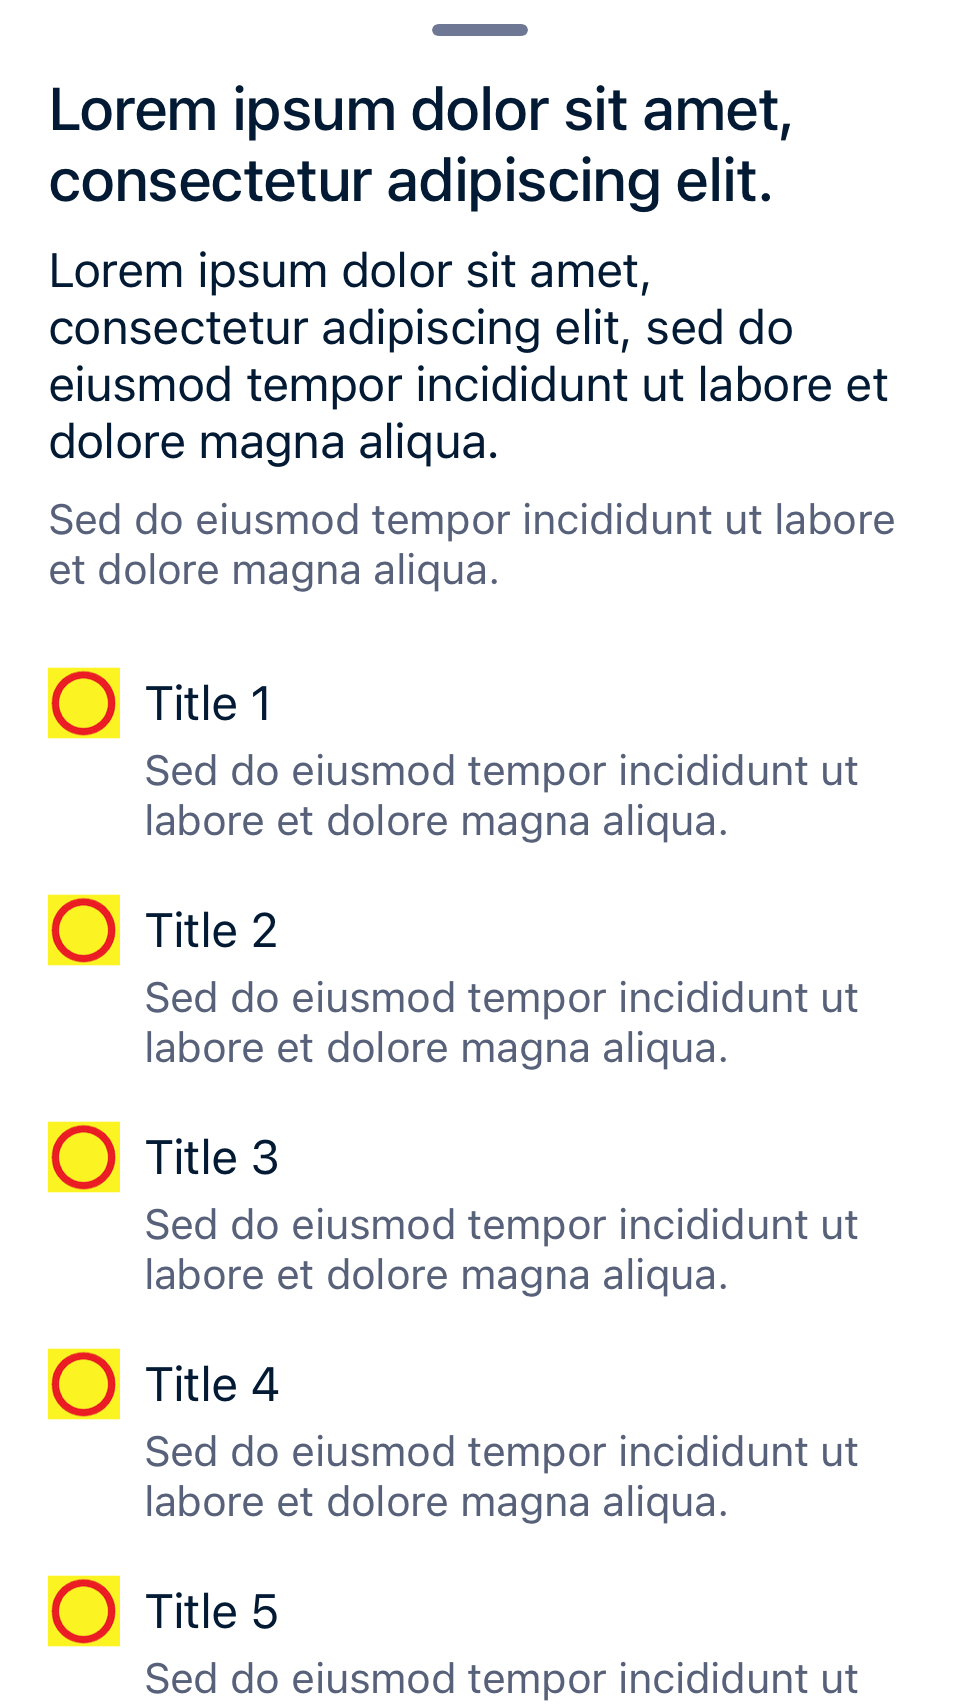 Lorem ipsum dolor sit amet,
consectetur adipiscing elit.
Lorem ipsum dolor sit amet,
consectetur adipiscing elit, sed do
eiusmod tempor incididunt ut labore et
dolore magna aliqua.
Sed do eiusmod tempor incididunt ut labore
et dolore magna aliqua.
Title 1
Sed do eiusmod tempor incididunt ut
labore et dolore magna aliqua.
Title 2
Sed do eiusmod tempor incididunt ut
labore et dolore magna aliqua.
Title 3
Sed do eiusmod tempor incididunt ut
labore et dolore magna aliqua.
Title 4
Sed do eiusmod tempor incididunt ut
labore et dolore magna aliqua.
Title 5
Sed do eiusmod tempor incididunt ut